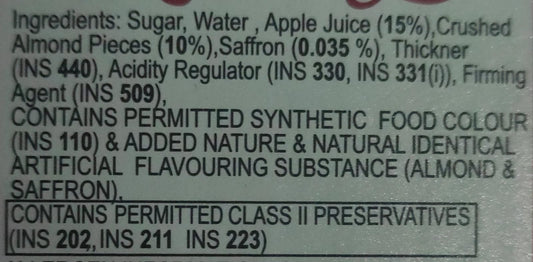 Ingredients: Sugar, Water , Apple Juice (15%),Crushed
Almond Pieces (10%),Saffron (0.035 %), Thickner
(INS 440), Acidity Regulator (INS 330, INS 331(i)), Firming
Agent (INS 509),
CONTAINS PERMITTED SYNTHETIC FOOD COLOUR
(INS 110) & ADDED NATURE & NATURAL IDENTICAL
ARTIFICIAL FLAVOURING SUBSTANCE (ALMOND &
SAFFRON).
CONTAINS PERMITTED CLASS II PRESERVATIVES
(INS 202, INS 211 INS 223)